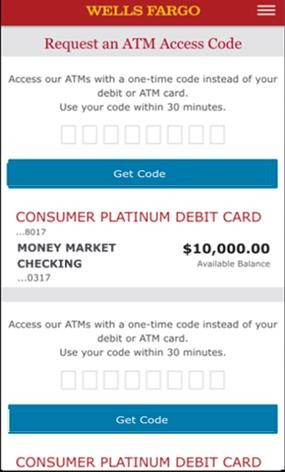 WELLS FARGO
Request an ATM Access Code
Access our ATMs with a one-time code instead of your
debit or ATM card.
Use your code within 30 minutes.
Get Code
CONSUMER PLATINUM DEBIT CARD
...8017
MONEY MARKET
CHECKING
...0317
$10,000.00
Available Balance
Access our ATMs with a one-time code instead of your
debit or ATM card.
Use your code within 30 minutes.
Get Code
CONSUMER PLATINUM DEBIT CARD